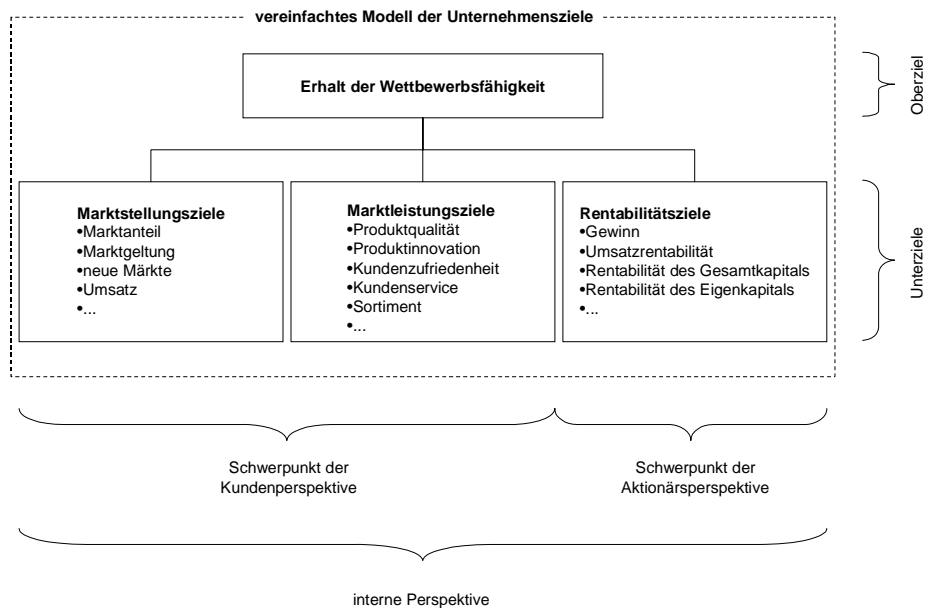 vereinfachtes Modell der Unternehmensziele
Erhalt der Wettbewerbsfähigkeit
Oberziel
Marktstellungsziele
•Marktanteil
•Marktgeltung
•neue Märkte
•Umsatz
•...
Marktleistungsziele
•Produktqualität
•Produktinnovation
•Kundenzufriedenheit
•Kundenservice
•Sortiment
•...
Rentabilitätsziele
•Gewinn
•Umsatzrentabilität
•Rentabilität des Gesamtkapitals
•Rentabilität des Eigenkapitals
•...
Unterziele
Schwerpunkt der
Kundenperspektive
Schwerpunkt der
Aktionärsperspektive
interne Perspektive